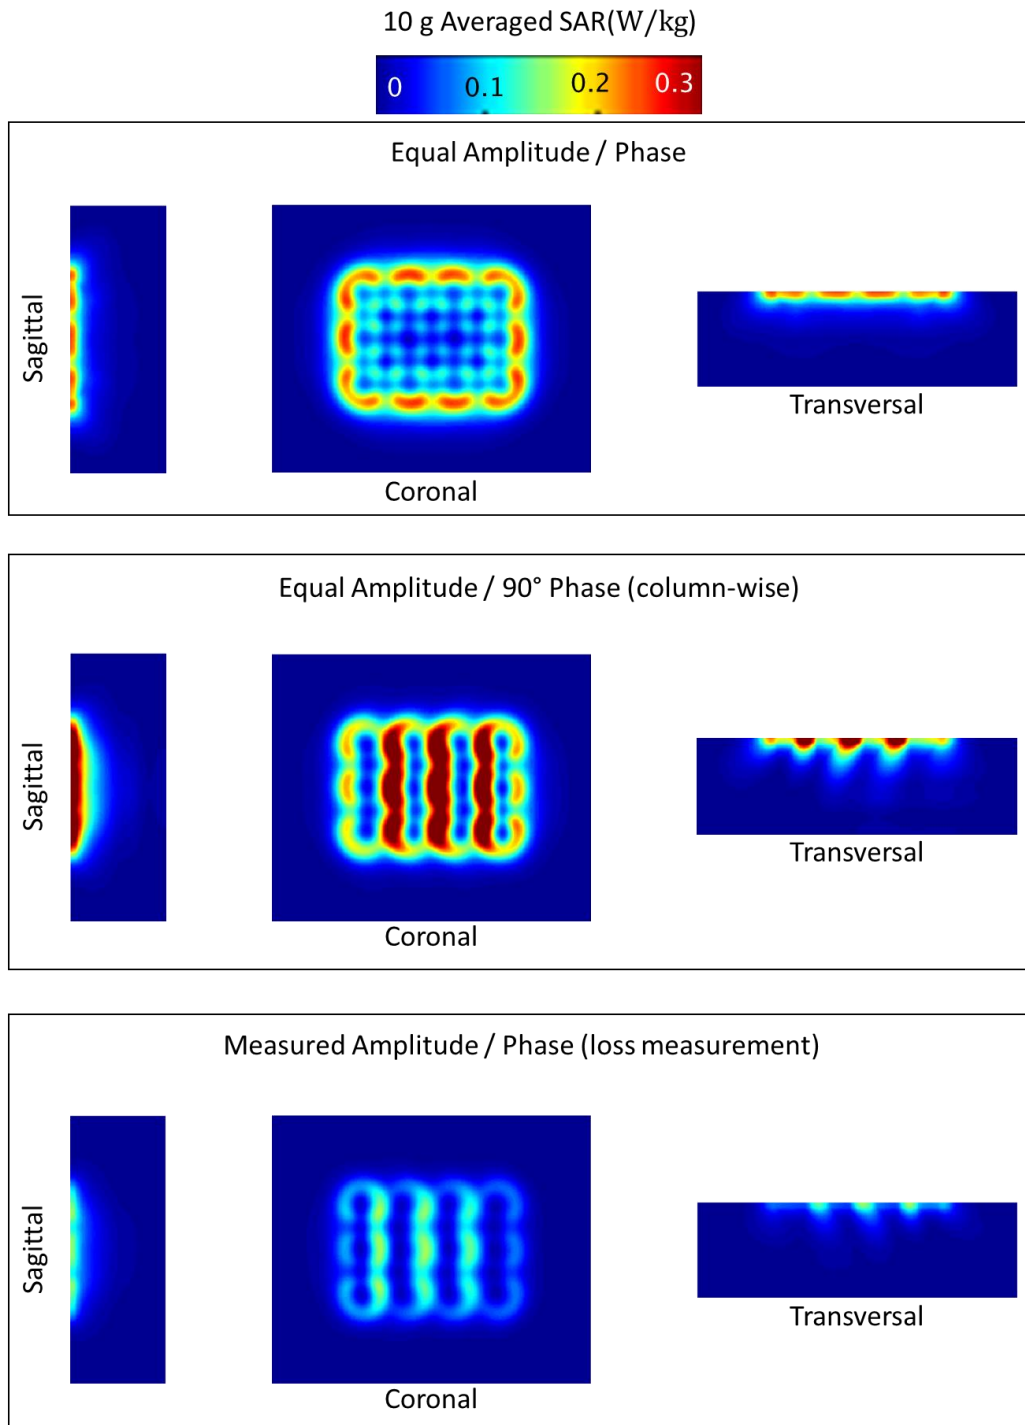 10 g Averaged SAR(W/kg)
0 0.1 0.2 0.3
Equal Amplitude / Phase
Sagittal
Coronal
Transversal
Equal Amplitude / 90° Phase (column-wise)
Sagittal
Coronal
Transversal
Measured Amplitude / Phase (loss measurement)
Sagittal
Coronal
Transversal